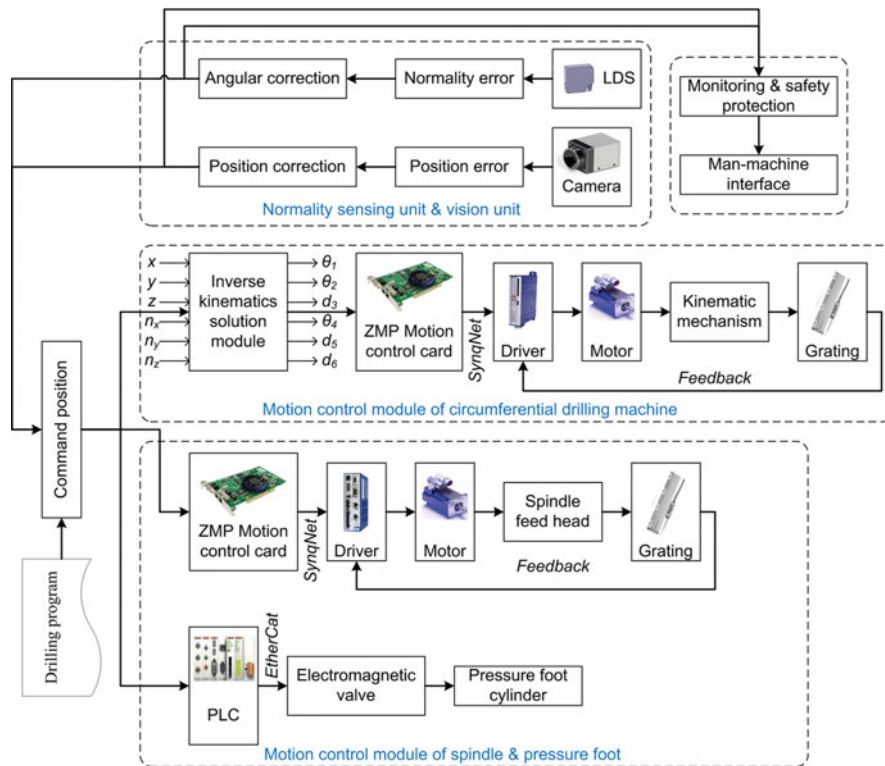 Angular correction
Normality error
LDS
Monitoring & safety
protection
Position correction
Position error
Camera
Man-machine
interface
Normality sensing unit & vision unit
x
y
z
nx
ny
nz
Inverse
kinematics
solution
module
θ1
θ2
d3
θ4
d5
d6
ZMP Motion
control card
SynqNet
Driver
Motor
Kinematic
mechanism
Grating
Feedback
Motion control module of circumferential drilling machine
Command position
Drilling program
ZMP Motion
control card
SynqNet
Driver
Motor
Spindle
feed head
Grating
Feedback
PLC
EtherCat
Electromagnetic
valve
Pressure foot
cylinder
Motion control module of spindle & pressure foot